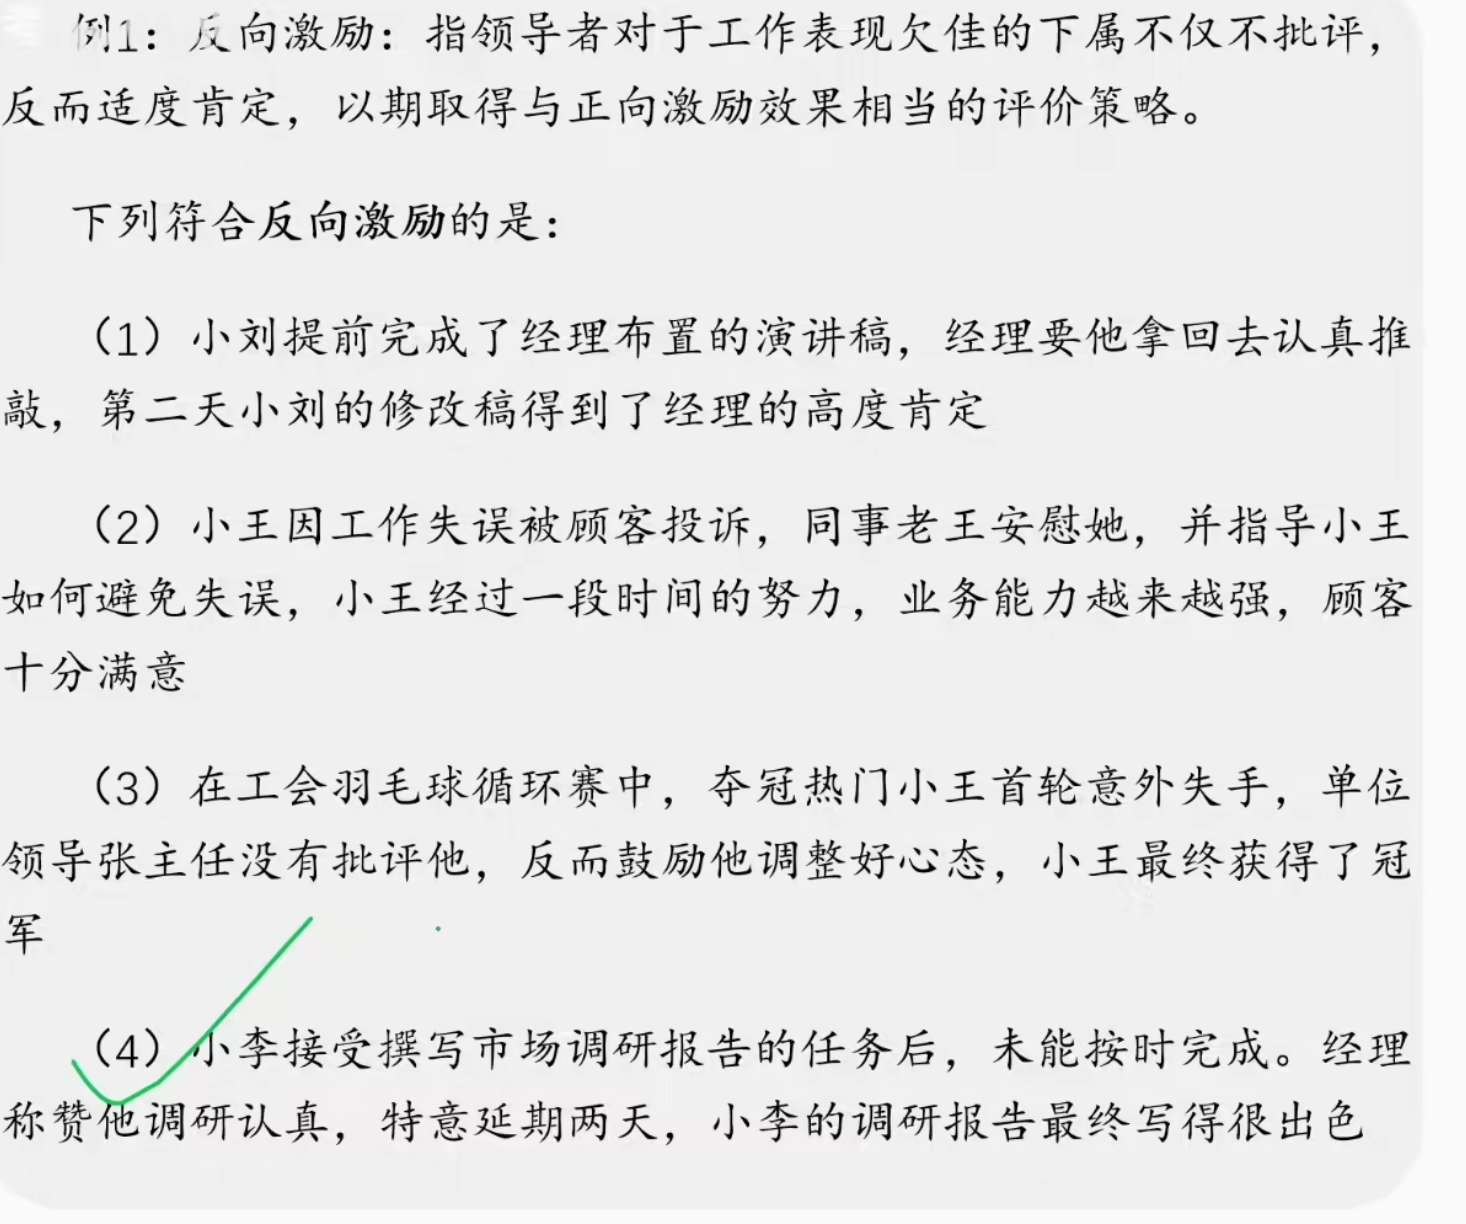 例1：反向激励：指领导者对于工作表现欠佳的下属不仅不批评，
反而适度肯定，以期取得与正向激励效果相当的评价策略。
下列符合反向激励的是：
（1）小刘提前完成了经理布置的演讲稿，经理要他拿回去认真推
敲，第二天小刘的修改稿得到了经理的高度肯定
（2）小王因工作失误被顾客投诉，同事老王安慰她，并指导小王
如何避免失误，小王经过一段时间的努力，业务能力越来越强，顾客
十分满意
（3）在工会羽毛球循环赛中，夺冠热门小王首轮意外失手，单位
领导张主任没有批评他，反而鼓励他调整好心态，小王最终获得了冠
军
（4）小李接受撰写市场调研报告的任务后，未能按时完成。经理
称赞他调研认真，特意延期两天，小李的调研报告最终写得很出色